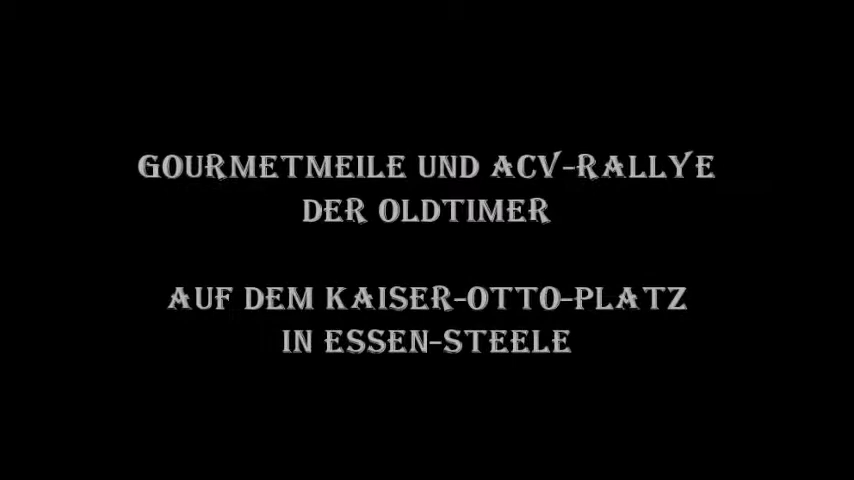 GOURMETMEILE UND ACV-RALLYE
DER OLDTIMER
AUF DEM KAISER-OTTO-PLATZ
IN ESSEN-STEELE